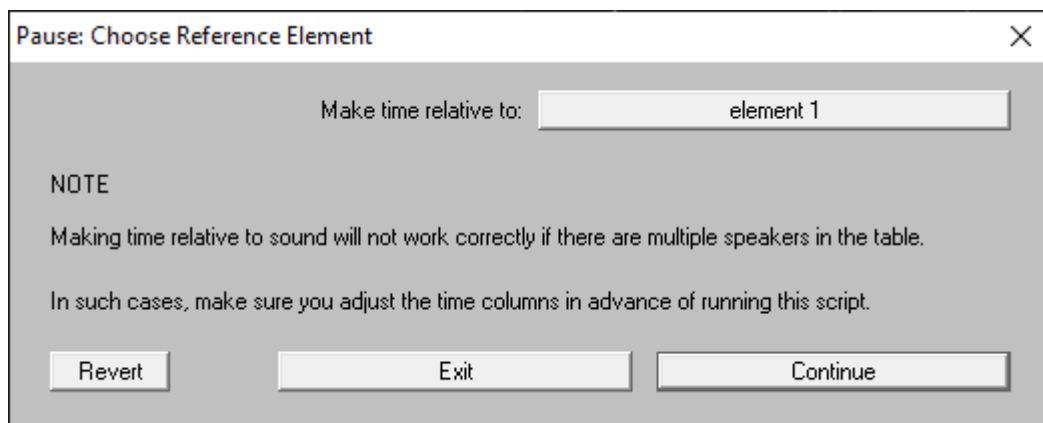 Pause: Choose Reference Element
Make time relative to: element 1
NOTE
Making time relative to sound will not work correctly if there are multiple speakers in the table.
In such cases, make sure you adjust the time columns in advance of running this script.
Revert Exit Continue